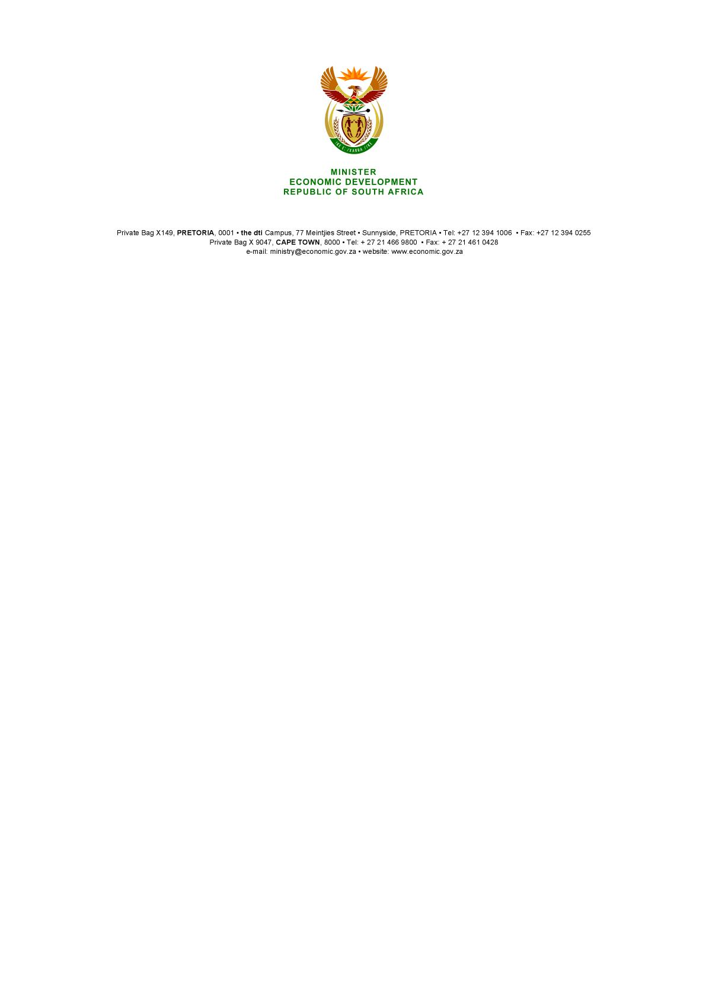 !KE E: /XARRA //KE
MINISTER
ECONOMIC DEVELOPMENT
REPUBLIC OF SOUTH AFRICA
Private Bag X149, PRETORIA, 0001 • the dti Campus, 77 Meintjies Street • Sunnyside, PRETORIA • Tel: +27 12 394 1006 • Fax: +27 12 394 0255
Private Bag X 9047, CAPE TOWN, 8000 • Tel: + 27 21 466 9800 • Fax: + 27 21 461 0428
e-mail: ministry@economic.gov.za • website: www.economic.gov.za